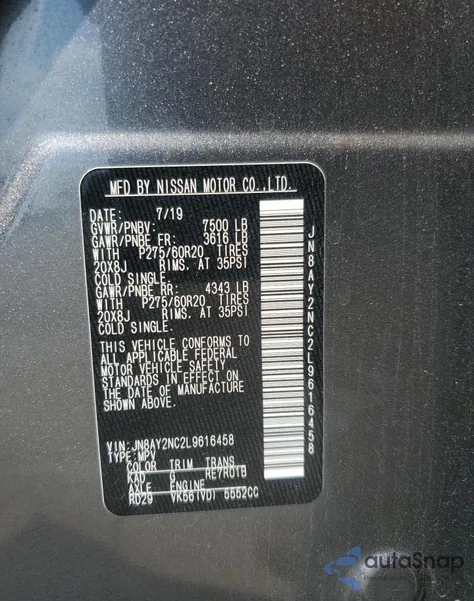 MFD BY NISSAN MOTOR CO.,LTD.
DATE: 7/19
GVWR/PNBV: 7500 LB
GAWR/PNBE FR: 3616 LB
WITH P275/60R20 TIRES
20X8J RIMS. AT 35PSI
COLD SINGLE.
GAWR/PNBE RR: 4343 LB
WITH P275/60R20 TIRES
20X8J RIMS. AT 35PSI
COLD SINGLE.
THIS VEHICLE CONFORMS TO
ALL APPLICABLE FEDERAL
MOTOR VEHICLE SAFETY
STANDARDS IN EFFECT ON
THE DATE OF MANUFACTURE
SHOWN ABOVE.
VIN:JN8AY2NC2L9616458
TYPE:MPV
COLOR TRIM TRANS
KAD G RE7R01B
AXLE ENGINE
RD29 VK56(VD) 5552CC
JN8AY2NC2L9616458
autoSnap